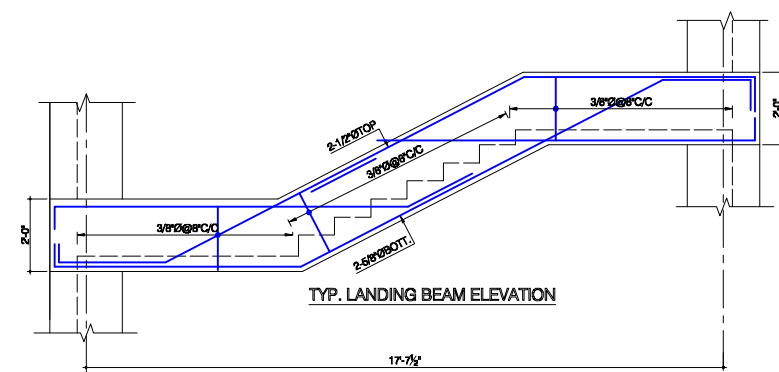 3/8"Ø@8"C/C
2'-0"
2-1/2"ØTOP
3/8"Ø@6"C/C
3/8"Ø@8"C/C
2'-0"
2-5/8"ØBOTT.
TYP. LANDING BEAM ELEVATION
17'-7½"